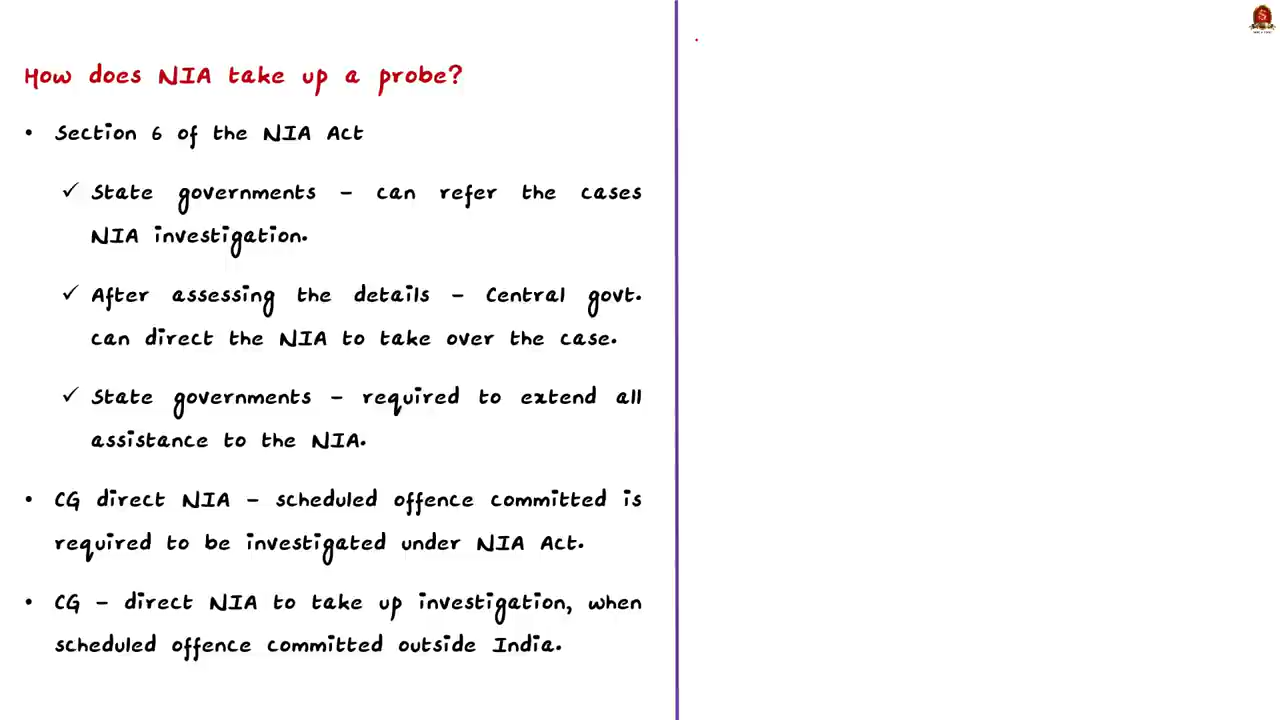 How does NIA take up a probe?
• Section 6 of the NIA Act
✓ State governments – can refer the cases
NIA investigation.
✓ After assessing the details – Central govt.
can direct the NIA to take over the case.
✓ State governments – required to extend all
assistance to the NIA.
• CG direct NIA – scheduled offence committed is
required to be investigated under NIA Act.
• CG – direct NIA to take up investigation, when
scheduled offence committed outside India.